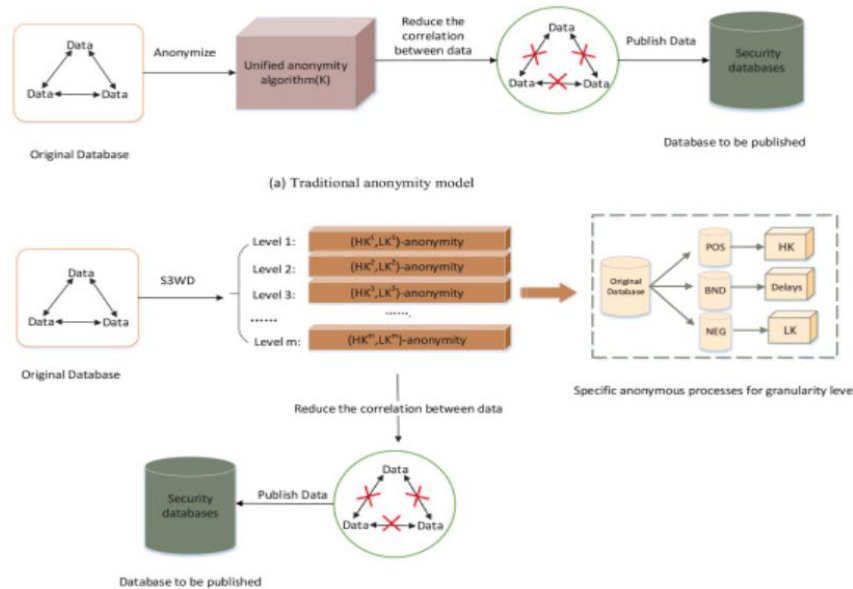 Data
Data
Data
Original Database
Anonymize
Unified anonymity
algorithm(K)
Reduce the
correlation
between data
Data
Data
Data
Publish Data
Security
databases
Database to be published
(a) Traditional anonymity model
Data
Data
Data
Original Database
S3WD
Level 1:
(HK¹,LK¹)-anonymity
Level 2:
(HK²,LK²)-anonymity
Level 3:
(HK³,LK³)-anonymity
......
......
Level m:
(HKᵐ,LKᵐ)-anonymity
Original
Database
POS
HK
BND
Delays
NEG
LK
Specific anonymous processes for granularity level
Reduce the correlation between data
Data
Data
Data
Publish Data
Security
databases
Database to be published